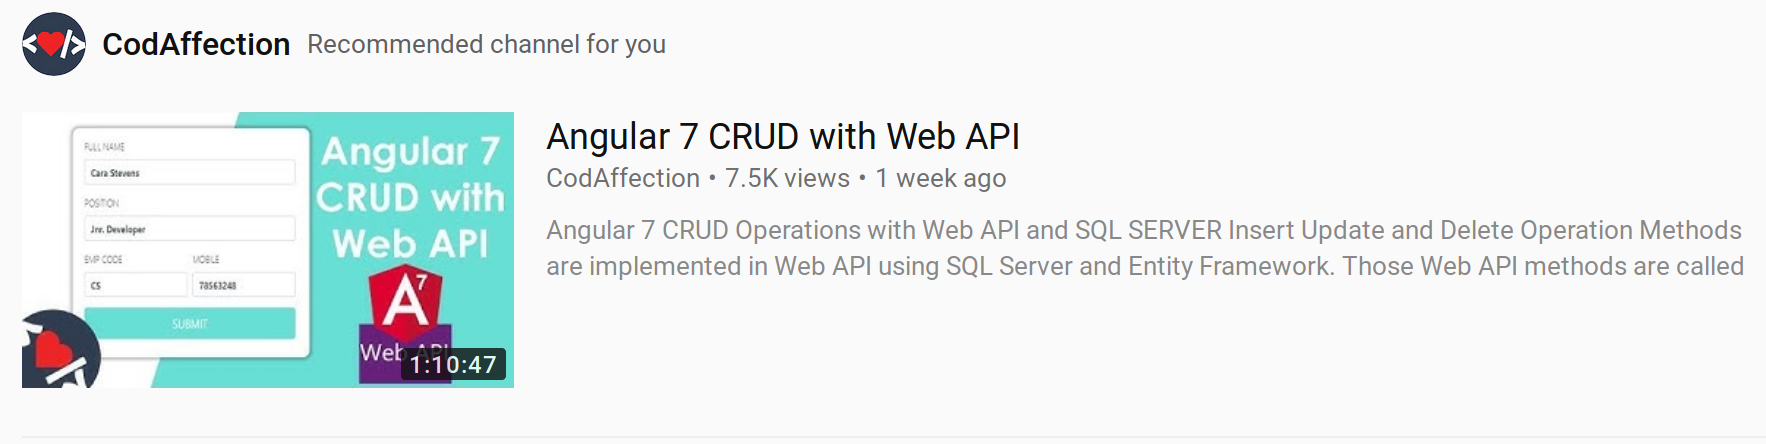 CodAffection Recommended channel for you
FULL NAME
Cara Stevens
POSITION
Jnr. Developer
EMP CODE
MOBILE
CS
78563248
SUBMIT
Angular 7
CRUD with
Web API
A7
Web API
1:10:47
Angular 7 CRUD with Web API
CodAffection • 7.5K views • 1 week ago
Angular 7 CRUD Operations with Web API and SQL SERVER Insert Update and Delete Operation Methods
are implemented in Web API using SQL Server and Entity Framework. Those Web API methods are called